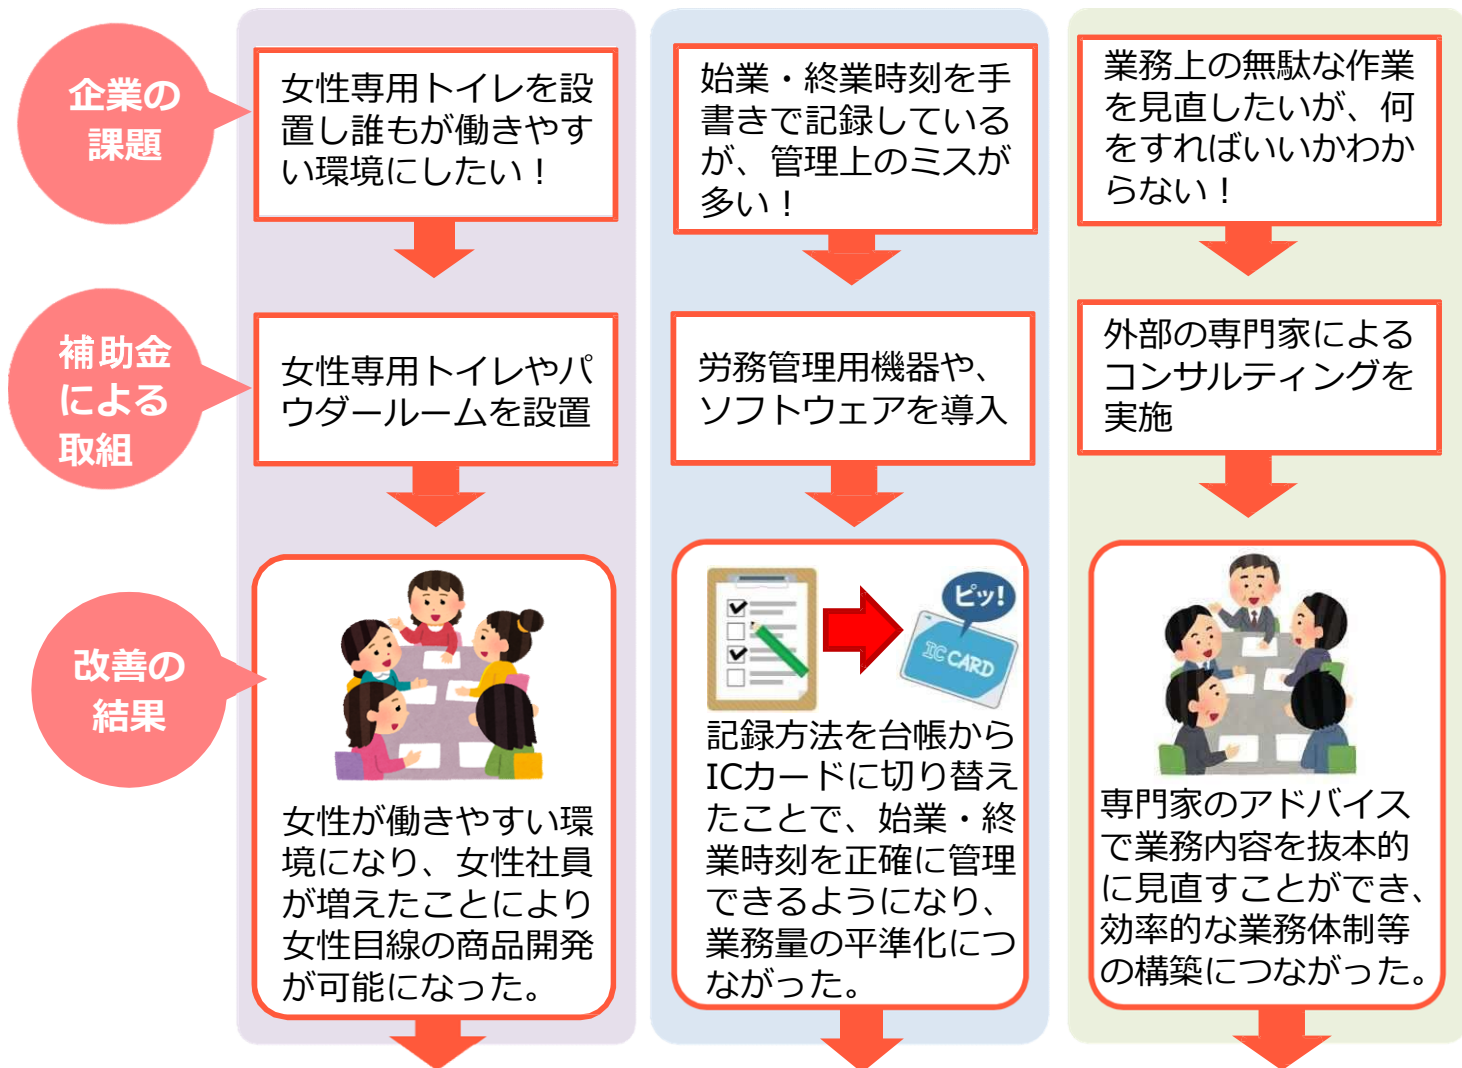 企業の
課題
女性専用トイレを設
置し誰もが働きやす
い環境にしたい！
始業・終業時刻を手
書きで記録している
が、管理上のミスが
多い！
業務上の無駄な作業
を見直したいが、何
をすればいいかわか
らない！
補助金
による
取組
女性専用トイレやパ
ウダールームを設置
労務管理用機器や、
ソフトウェアを導入
外部の専門家による
コンサルティングを
実施
改善の
結果
女性が働きやすい環
境になり、女性社員
が増えたことにより
女性目線の商品開発
が可能になった。
ピッ!
IC CARD
記録方法を台帳から
ICカードに切り替え
たことで、始業・終
業時刻を正確に管理
できるようになり、
業務量の平準化につ
ながった。
専門家のアドバイス
で業務内容を抜本的
に見直すことができ、
効率的な業務体制等
の構築につながった。